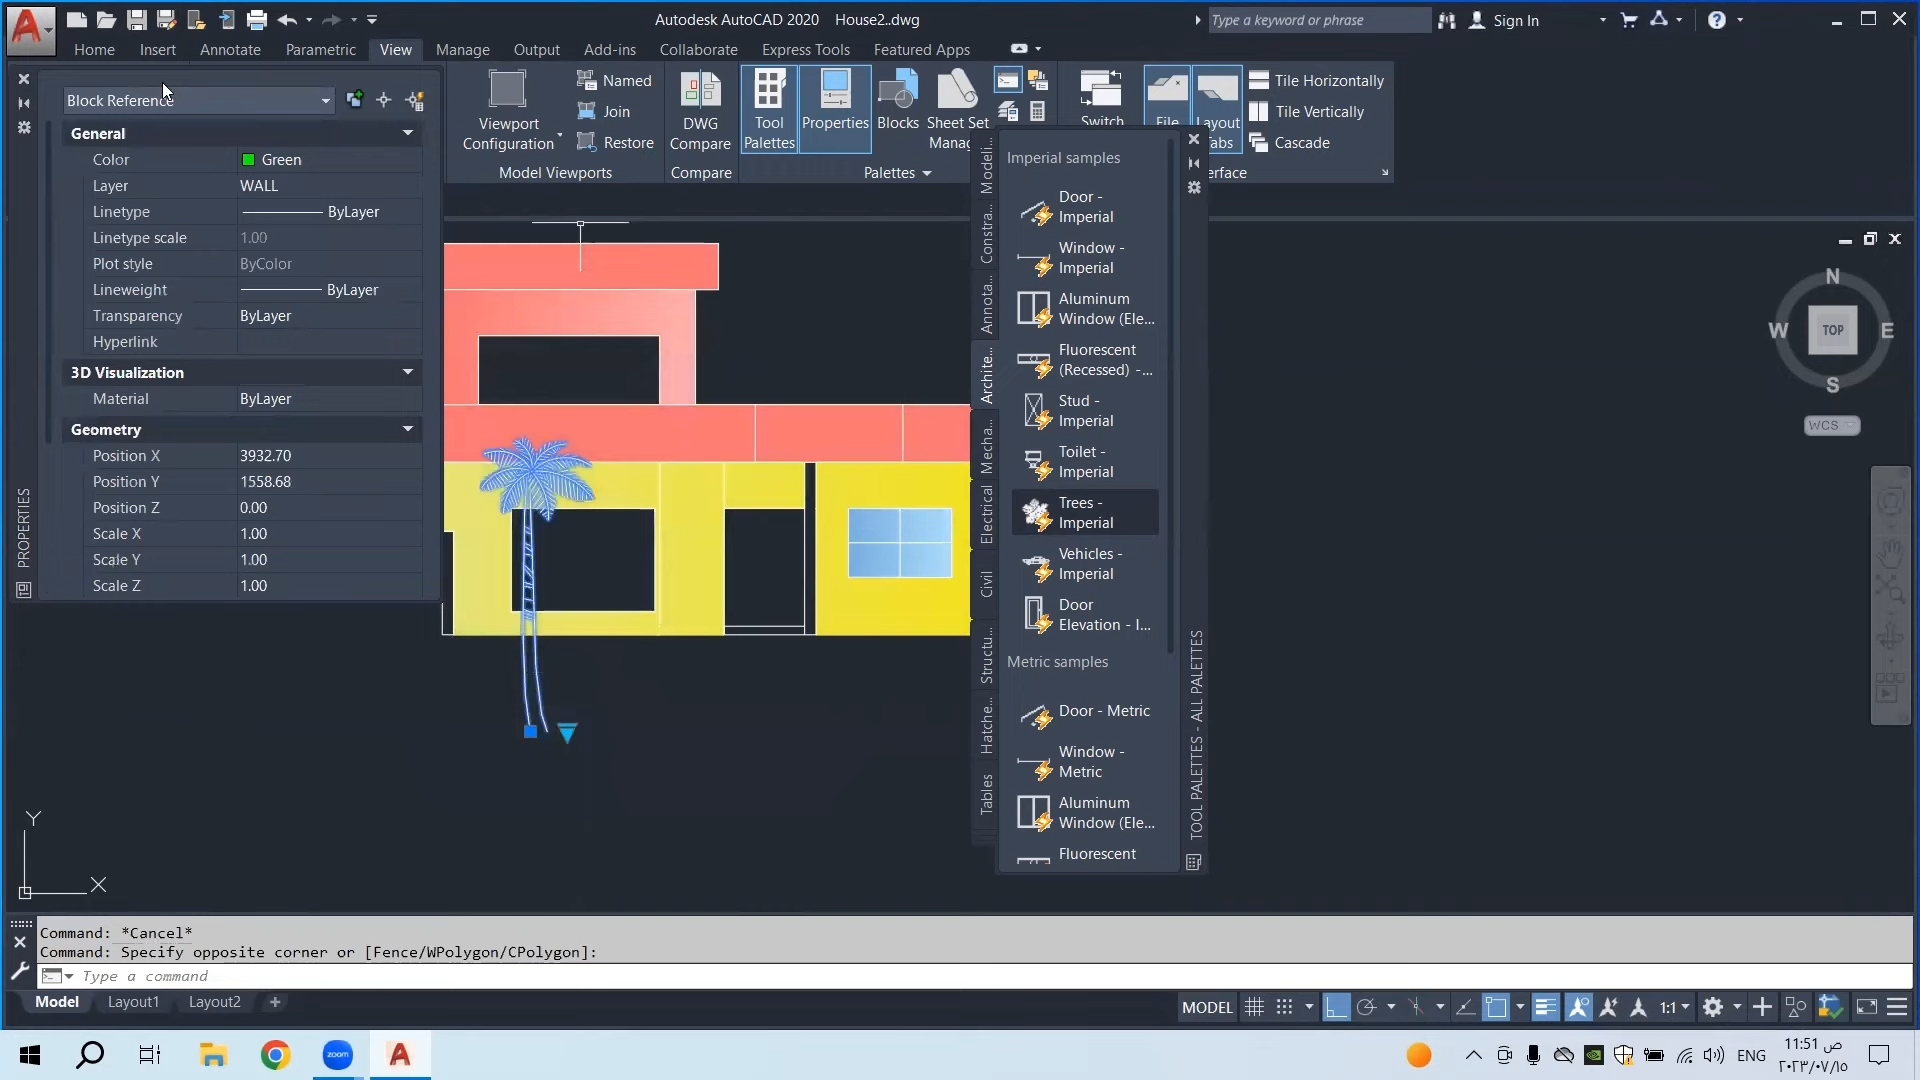 Autodesk AutoCAD 2020 House2..dwg
Type a keyword or phrase
Sign In
Home Insert Annotate Parametric View Manage Output Add-ins Collaborate Express Tools Featured Apps
Block Reference
General
Color Green
Layer WALL
Linetype ByLayer
Linetype scale 1.00
Plot style ByColor
Lineweight ByLayer
Transparency ByLayer
Hyperlink
3D Visualization
Material ByLayer
Geometry
Position X 3932.70
Position Y 1558.68
Position Z 0.00
Scale X 1.00
Scale Y 1.00
Scale Z 1.00
PROPERTIES
Viewport
Configuration
Named
Join
Restore
Model Viewports
DWG
Compare
Compare
Tool
Palettes
Properties
Blocks
Sheet Set
Manag
Palettes
Switch
File
Layout
Tabs
Tile Horizontally
Tile Vertically
Cascade
erface
Modeli...
Constra...
Annota...
Archite...
Mecha...
Electrical
Civil
Structu...
Hatche...
Tables
Imperial samples
Door -
Imperial
Window -
Imperial
Aluminum
Window (Ele...
Fluorescent
(Recessed) -...
Stud -
Imperial
Toilet -
Imperial
Trees -
Imperial
Vehicles -
Imperial
Door
Elevation - I...
Metric samples
Door - Metric
Window -
Metric
Aluminum
Window (Ele...
Fluorescent
TOOL PALETTES - ALL PALETTES
N
W TOP E
S
WCS
Y
X
Command: *Cancel*
Command: Specify opposite corner or [Fence/WPolygon/CPolygon]:
Type a command
Model Layout1 Layout2
MODEL
1:1
zoom
ENG
11:51 ص
٢٠٢٣/٠٧/١٥